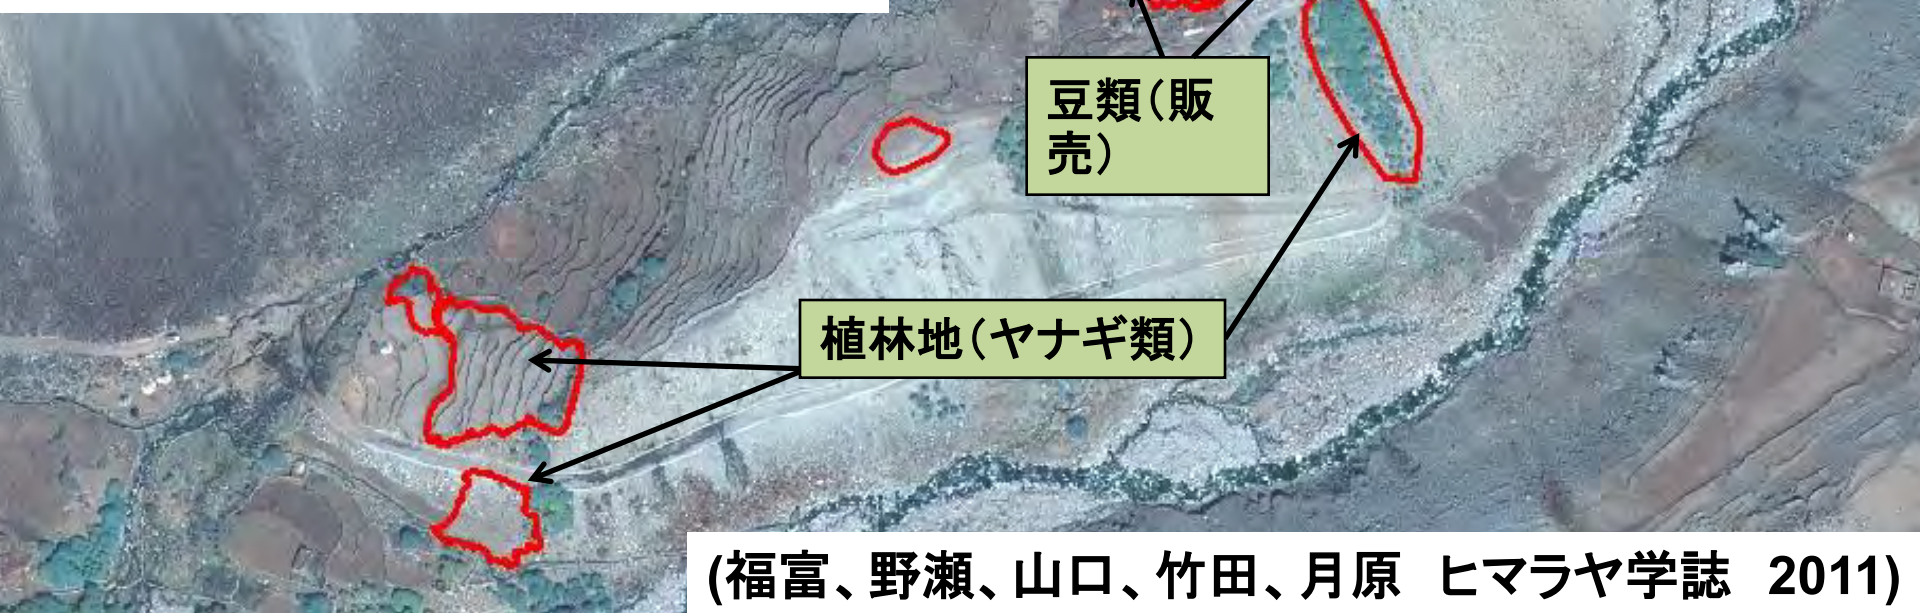 豆類（販
売）
植林地（ヤナギ類）
(福富、野瀬、山口、竹田、月原　ヒマラヤ学誌　2011)